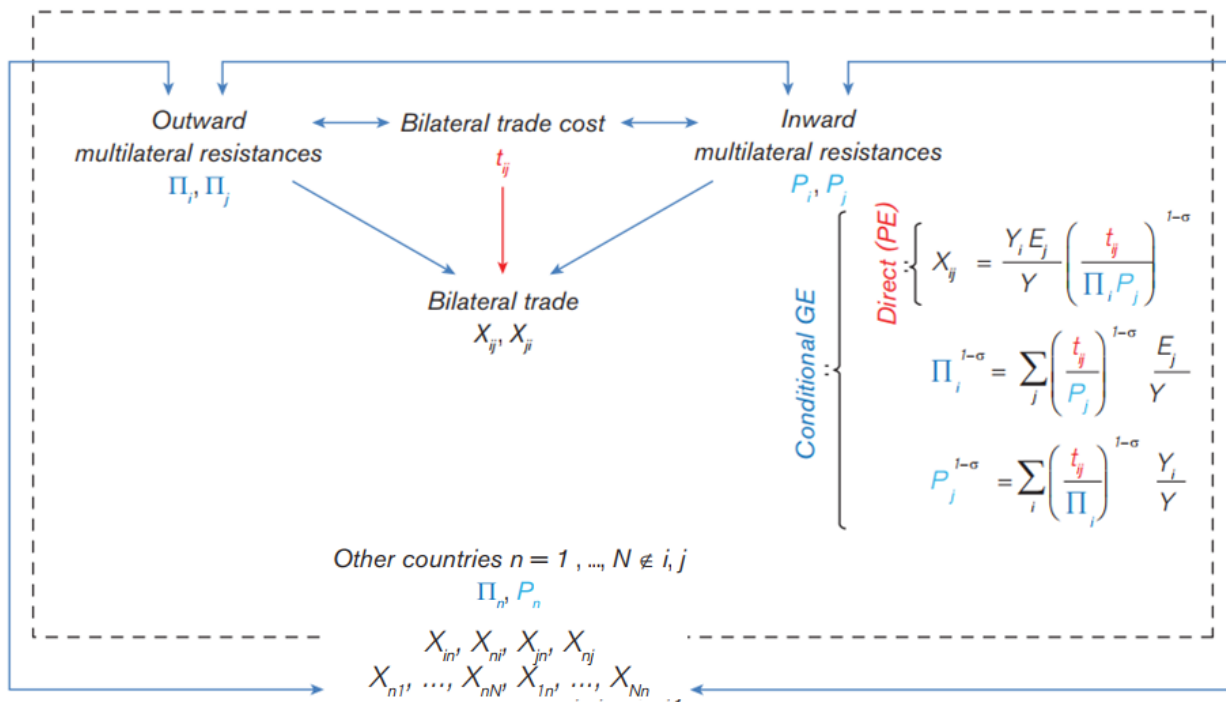 Outward
multilateral resistances
Π_i, Π_j
Bilateral trade cost
t_ij
Inward
multilateral resistances
P_i, P_j
Bilateral trade
X_ij, X_ji
Conditional GE
Direct (PE)
X_ij = Y_i E_j / Y ( t_ij / Π_i P_j )^1−σ
Π_i^1−σ = ∑_j ( t_ij / P_j )^1−σ E_j / Y
P_j^1−σ = ∑_i ( t_ij / Π_i )^1−σ Y_i / Y
Other countries n = 1 , ..., N ∉ i, j
Π_n, P_n
X_in, X_ni, X_jn, X_nj
X_n1, ..., X_nN, X_1n, ..., X_Nn